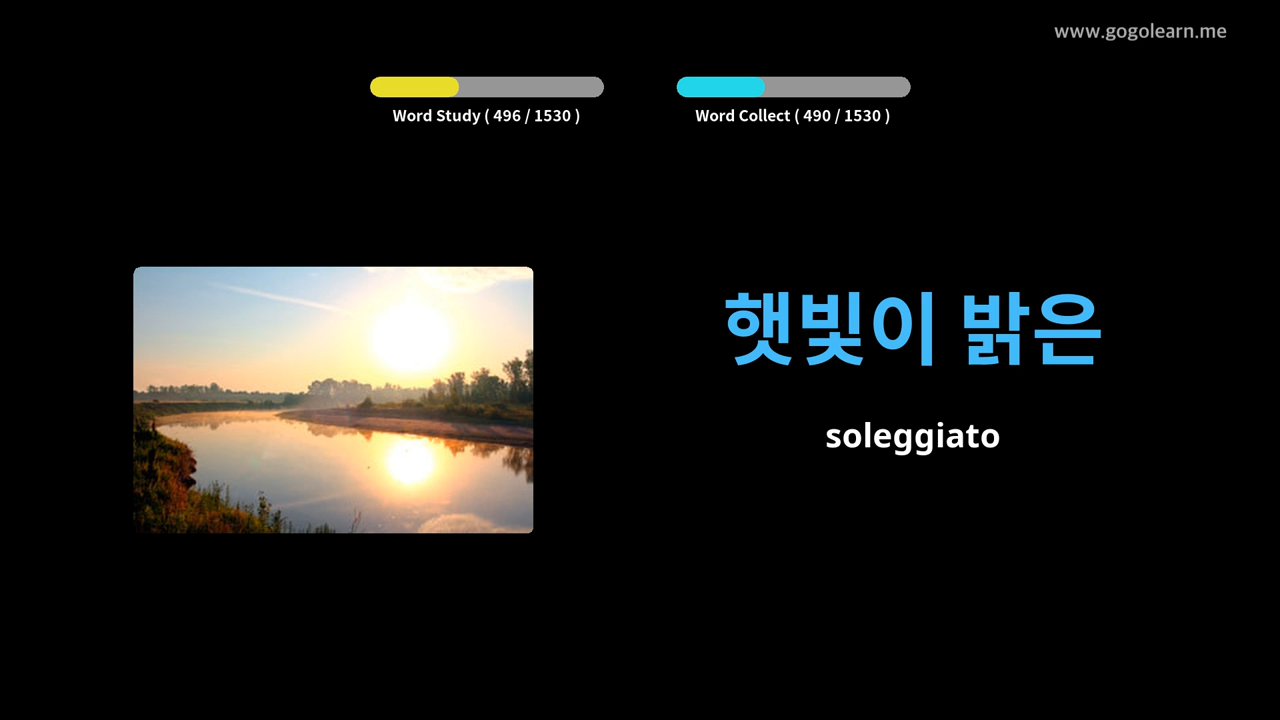 www.gogolearn.me
Word Study ( 496 / 1530 )
Word Collect ( 490 / 1530 )
햇빛이 밝은
soleggiato